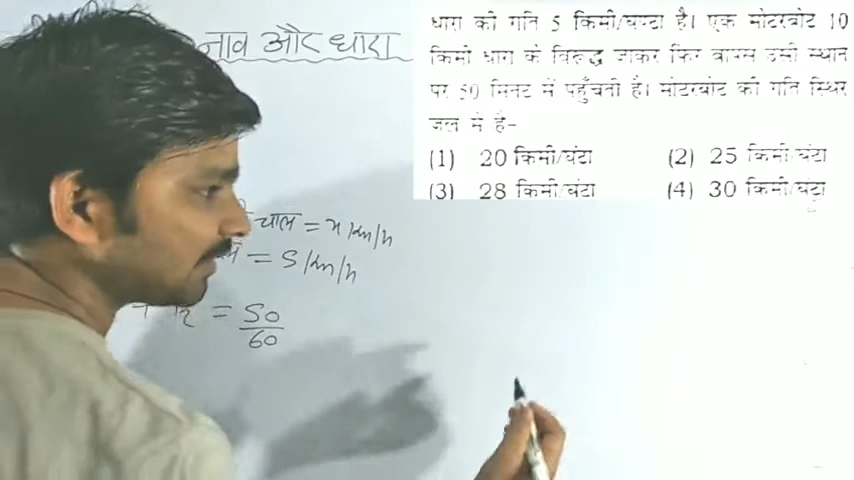 नाव और धारा
धारा की गति 5 किमी/घण्टा है। एक मोटरबोट 10
किमी धारा के विरूद्ध जाकर फिर वापस उसी स्थान
पर 50 मिनट में पहुँचती है। मोटरबोट की गति स्थिर
जल में है-
(1) 20 किमी/घंटा (2) 25 किमी/घंटा
(3) 28 किमी/घंटा (4) 30 किमी/घंटा
चाल = x km/h
= 5 km/h
= 50
60